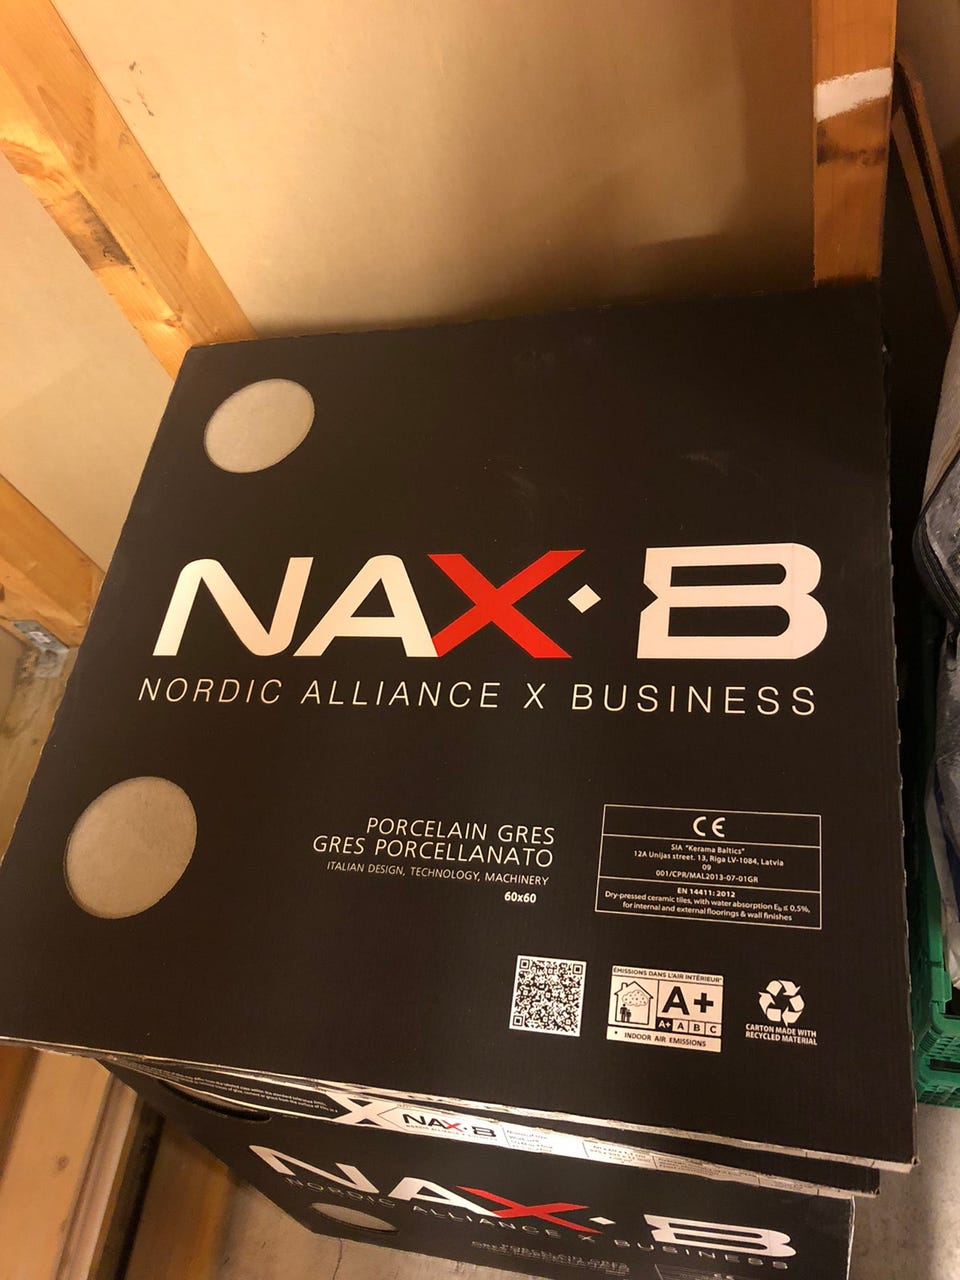 NAX·B
NORDIC ALLIANCE X BUSINESS
PORCELAIN GRES
GRES PORCELLANATO
ITALIAN DESIGN, TECHNOLOGY, MACHINERY
60x60
CE
SIA "Kerama Baltics"
12A Unijas street. 13, Riga LV-1084, Latvia
09
001/CPR/MAL2013-07-01GR
EN 14411:2012
Dry-pressed ceramic tiles, with water absorption Eb ≤ 0,5%,
for internal and external floorings & wall finishes
ÉMISSIONS DANS L'AIR INTÉRIEUR*
A+
A+ A B C
* INDOOR AIR EMISSIONS
CARTON MADE WITH
RECYCLED MATERIAL
X NAX·B
NAX·B
NORDIC ALLIANCE X BUSINESS
PORCELAIN GRES